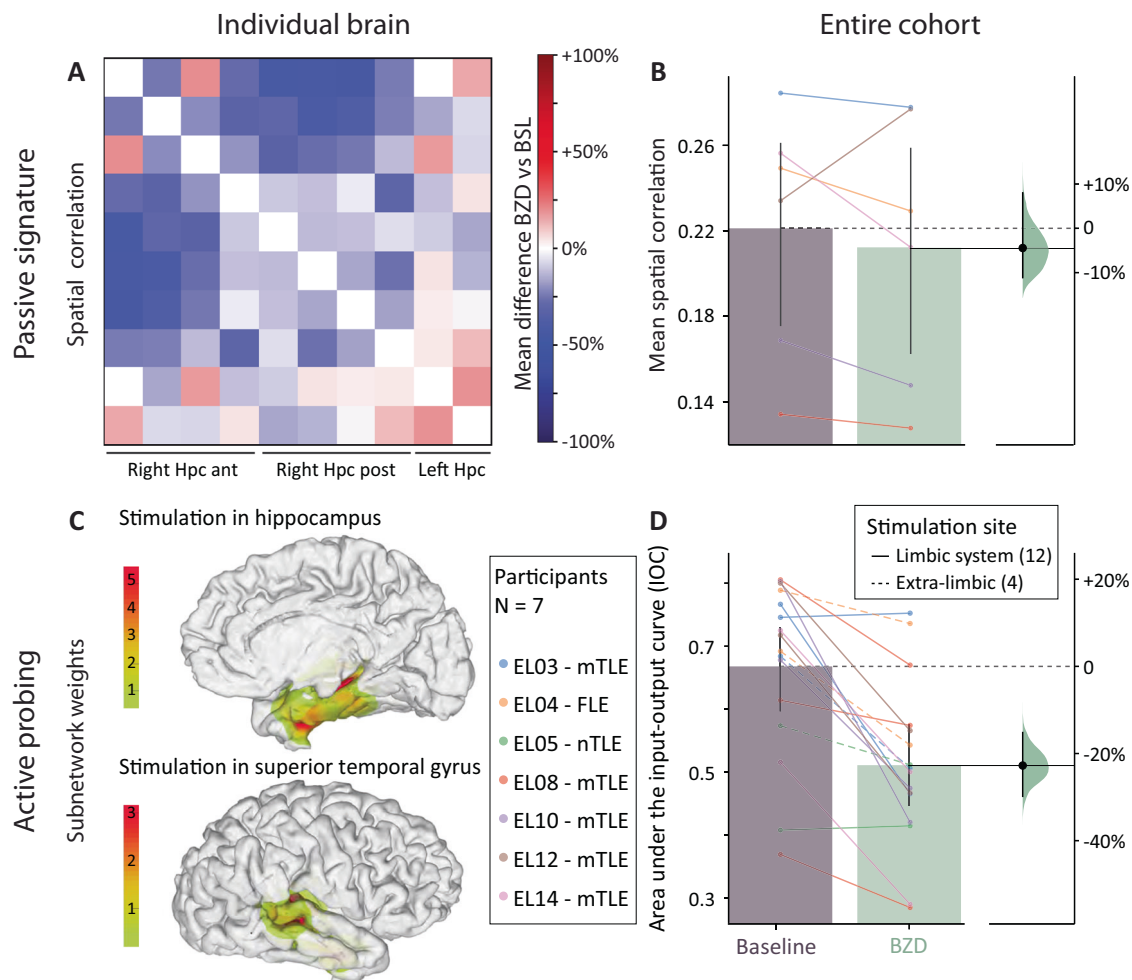 Individual brain
Entire cohort
Passive signature
A
Spatial correlation
Right Hpc ant
Right Hpc post
Left Hpc
+100%
+50%
0%
-50%
-100%
Mean difference BZD vs BSL
B
Mean spatial correlation
0.26
0.22
0.18
0.14
+10%
0
-10%
Active probing
C
Subnetwork weights
Stimulation in hippocampus
5
4
3
2
1
Stimulation in superior temporal gyrus
3
2
1
Participants
N = 7
EL03 - mTLE
EL04 - FLE
EL05 - nTLE
EL08 - mTLE
EL10 - mTLE
EL12 - mTLE
EL14 - mTLE
D
Stimulation site
Limbic system (12)
Extra-limbic (4)
Area under the input-output curve (IOC)
0.7
0.5
0.3
+20%
0
-20%
-40%
Baseline
BZD